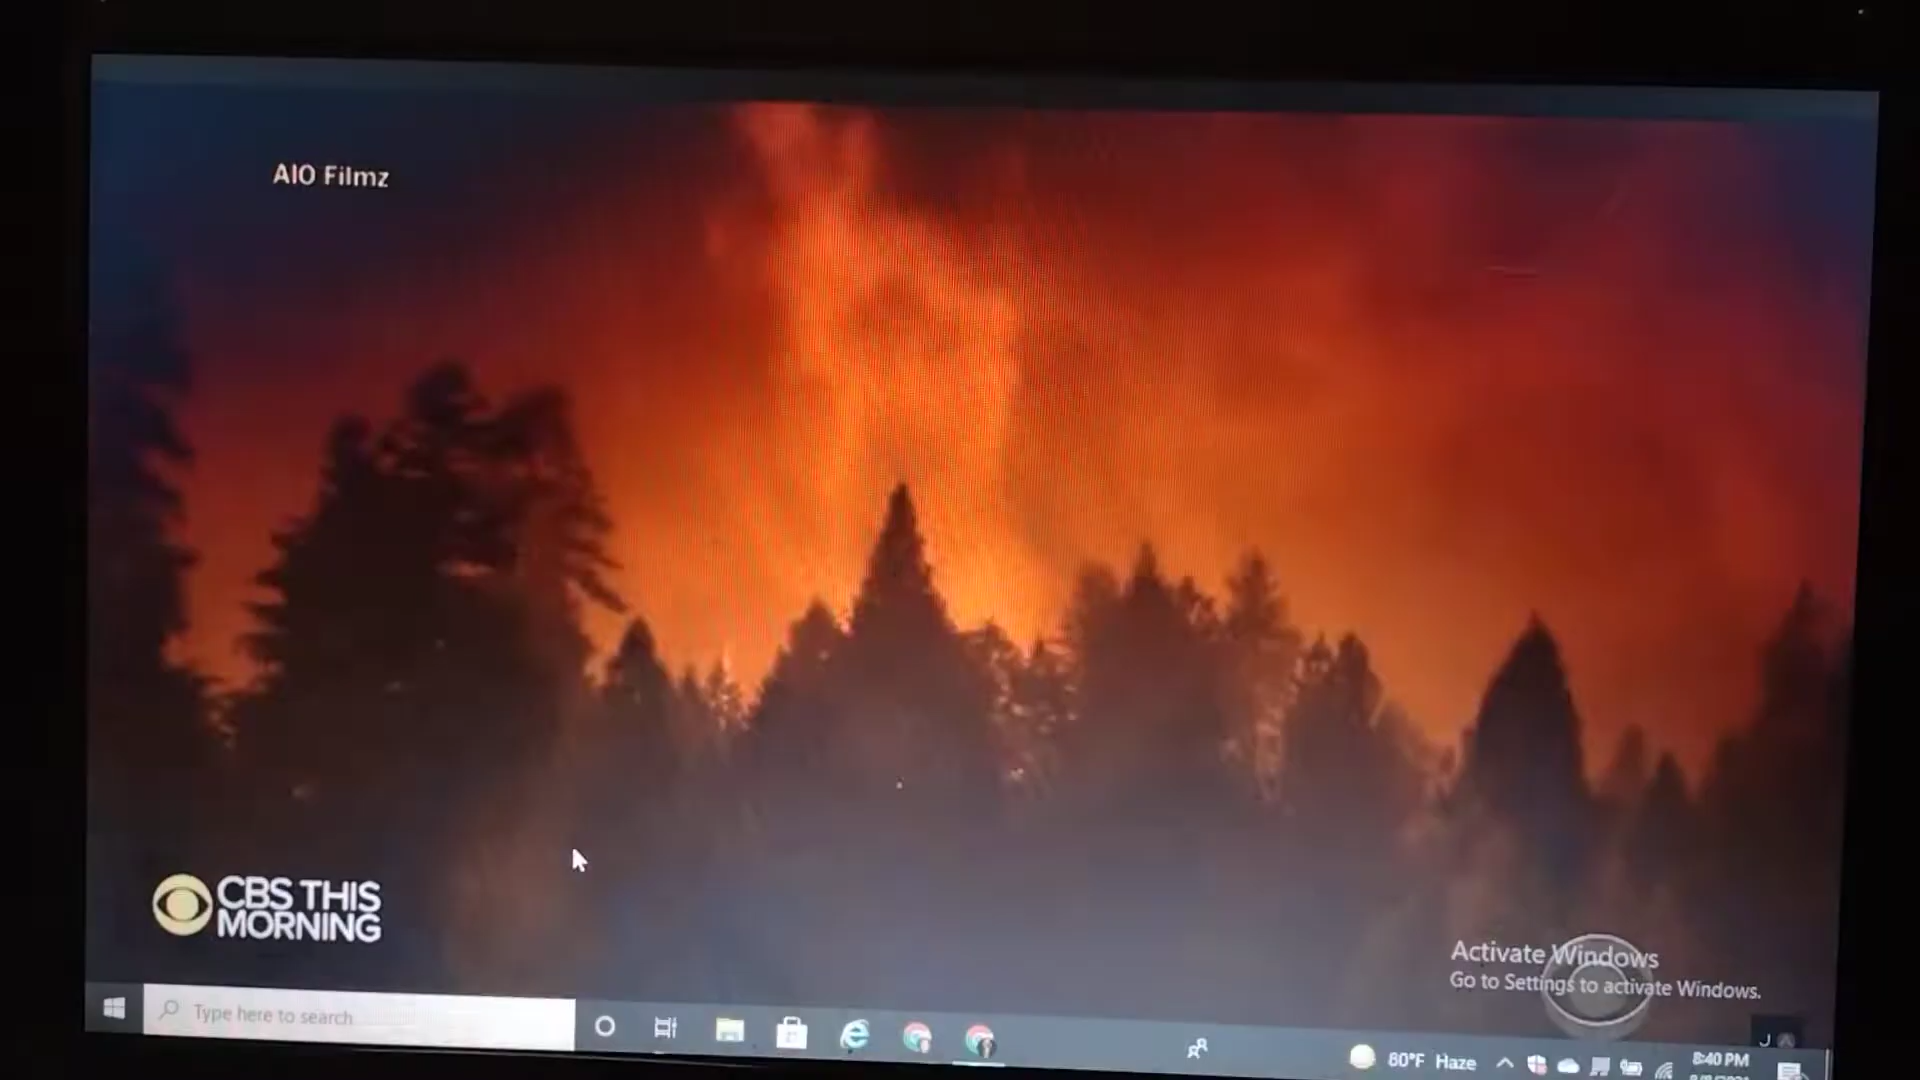 AIO Filmz
CBS THIS
MORNING
Activate Windows
Go to Settings to activate Windows.
Type here to search
80°F Haze
8:40 PM